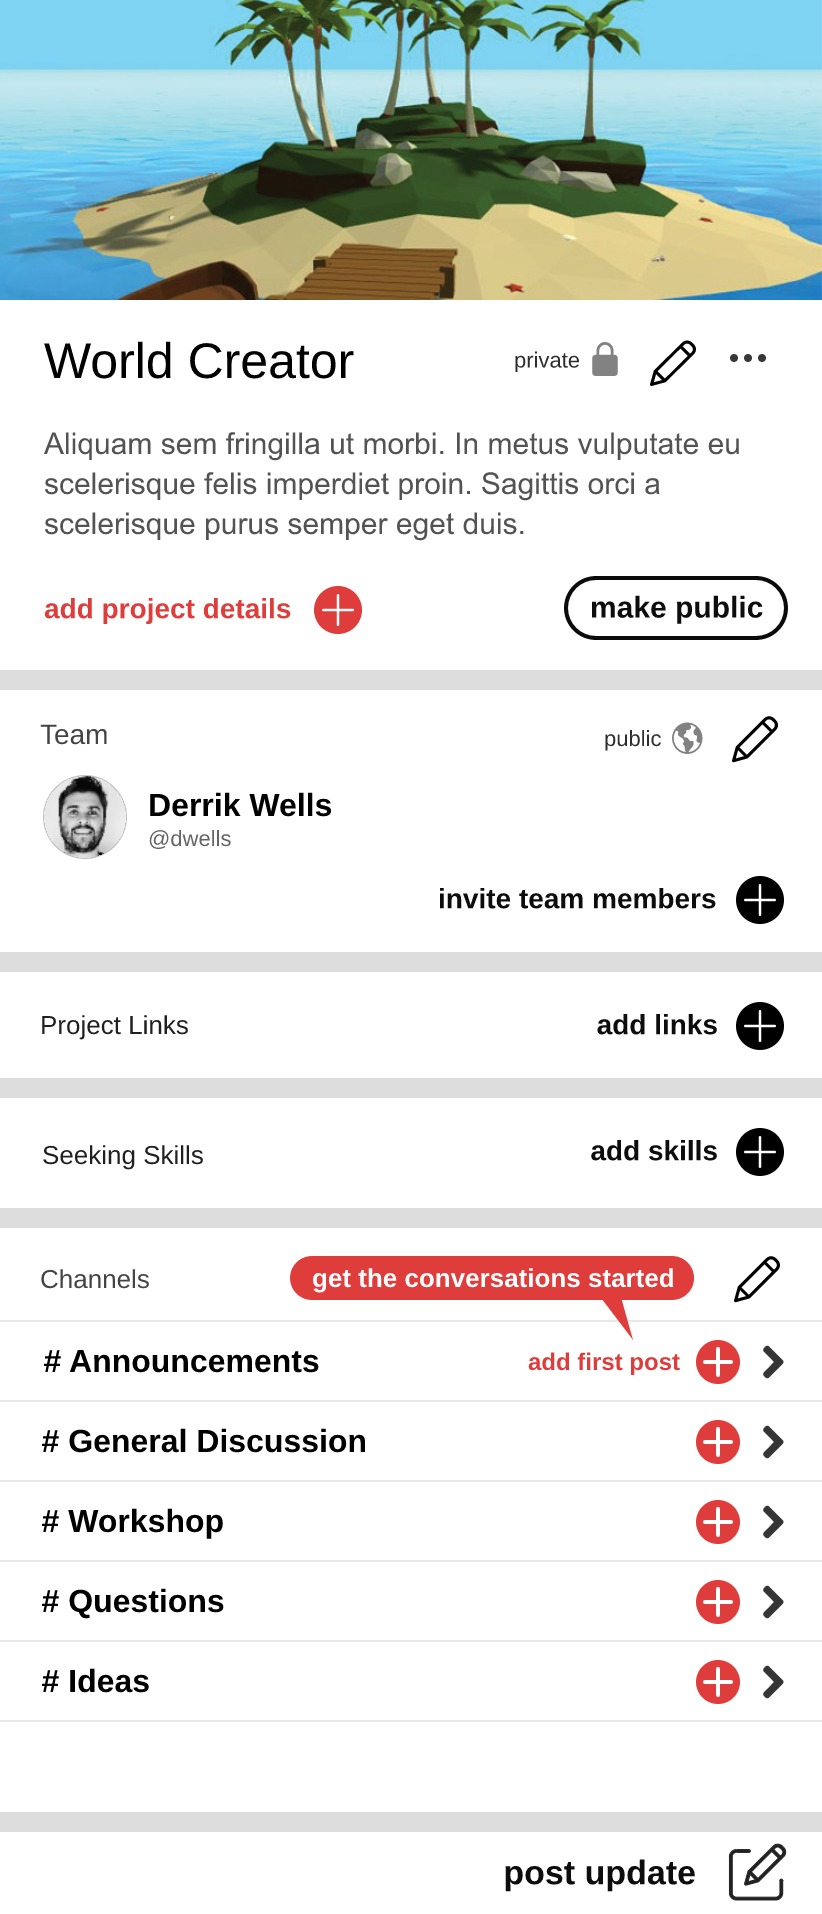 World Creator
private
Aliquam sem fringilla ut morbi. In metus vulputate eu
scelerisque felis imperdiet proin. Sagittis orci a
scelerisque purus semper eget duis.
add project details
make public
Team
public
Derrik Wells
@dwells
invite team members
Project Links
add links
Seeking Skills
add skills
Channels
get the conversations started
# Announcements
add first post
# General Discussion
# Workshop
# Questions
# Ideas
post update